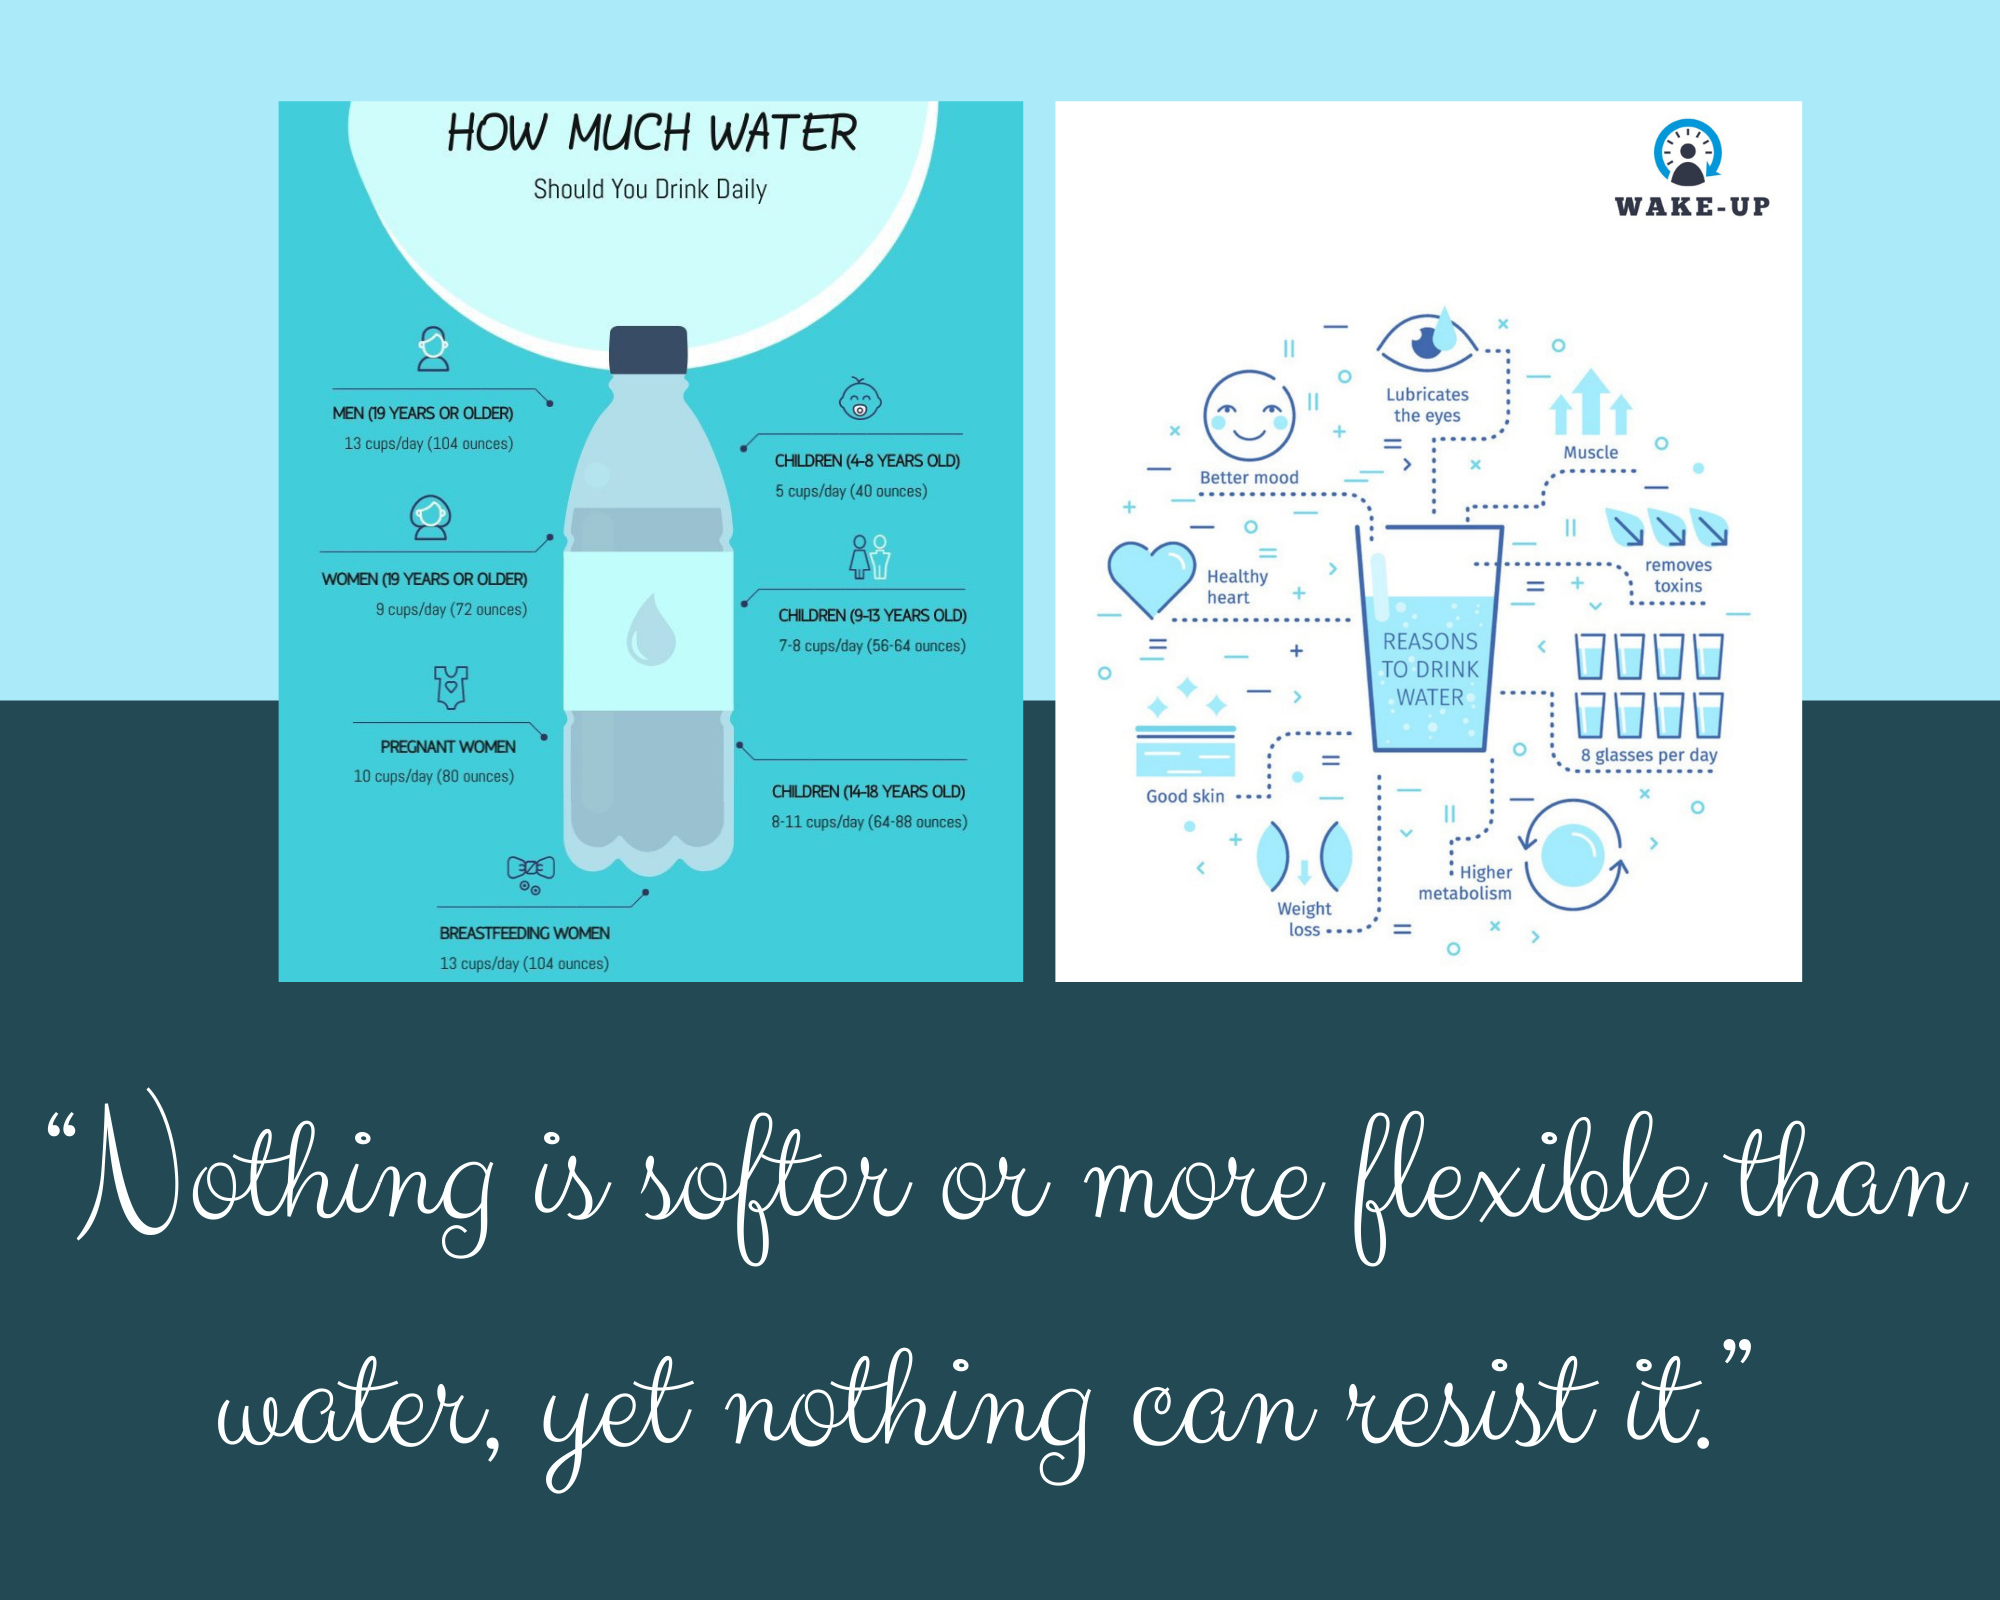 HOW MUCH WATER
Should You Drink Daily
MEN (19 YEARS OR OLDER)
13 cups/day (104 ounces)
WOMEN (19 YEARS OR OLDER)
9 cups/day (72 ounces)
PREGNANT WOMEN
10 cups/day (80 ounces)
BREASTFEEDING WOMEN
13 cups/day (104 ounces)
CHILDREN (4-8 YEARS OLD)
5 cups/day (40 ounces)
CHILDREN (9-13 YEARS OLD)
7-8 cups/day (56-64 ounces)
CHILDREN (14-18 YEARS OLD)
8-11 cups/day (64-88 ounces)
WAKE-UP
Lubricates
the eyes
Better mood
Muscle
Healthy
heart
removes
toxins
REASONS
TO DRINK
WATER
8 glasses per day
Good skin
Weight
loss
Higher
metabolism
“Nothing is softer or more flexible than
water, yet nothing can resist it.”